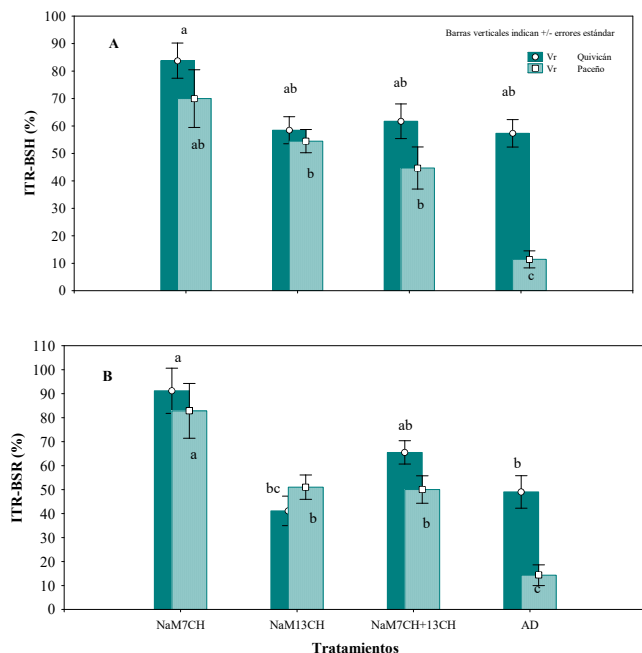 A
Barras verticales indican +/- errores estándar
Vr Quivicán
Vr Paceño
ITR-BSH (%)
100
90
80
70
60
50
40
30
20
10
0
a
ab
ab
b
ab
b
ab
c
B
ITR-BSR (%)
110
100
90
80
70
60
50
40
30
20
10
0
a
a
bc
b
ab
b
b
c
NaM7CH NaM13CH NaM7CH+13CH AD
Tratamientos